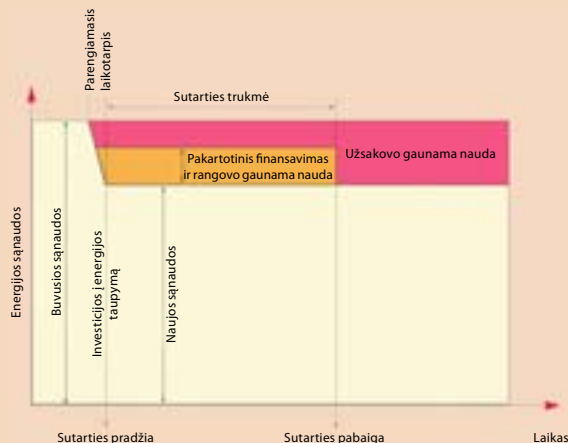 Parengiamasis
laikotarpis
Sutarties trukmė
Pakartotinis finansavimas
ir rangovo gaunama nauda
Užsakovo gaunama nauda
Energijos sąnaudos
Buvusios sąnaudos
Investicijos į energijos
taupymą
Naujos sąnaudos
Sutarties pradžia
Sutarties pabaiga
Laikas